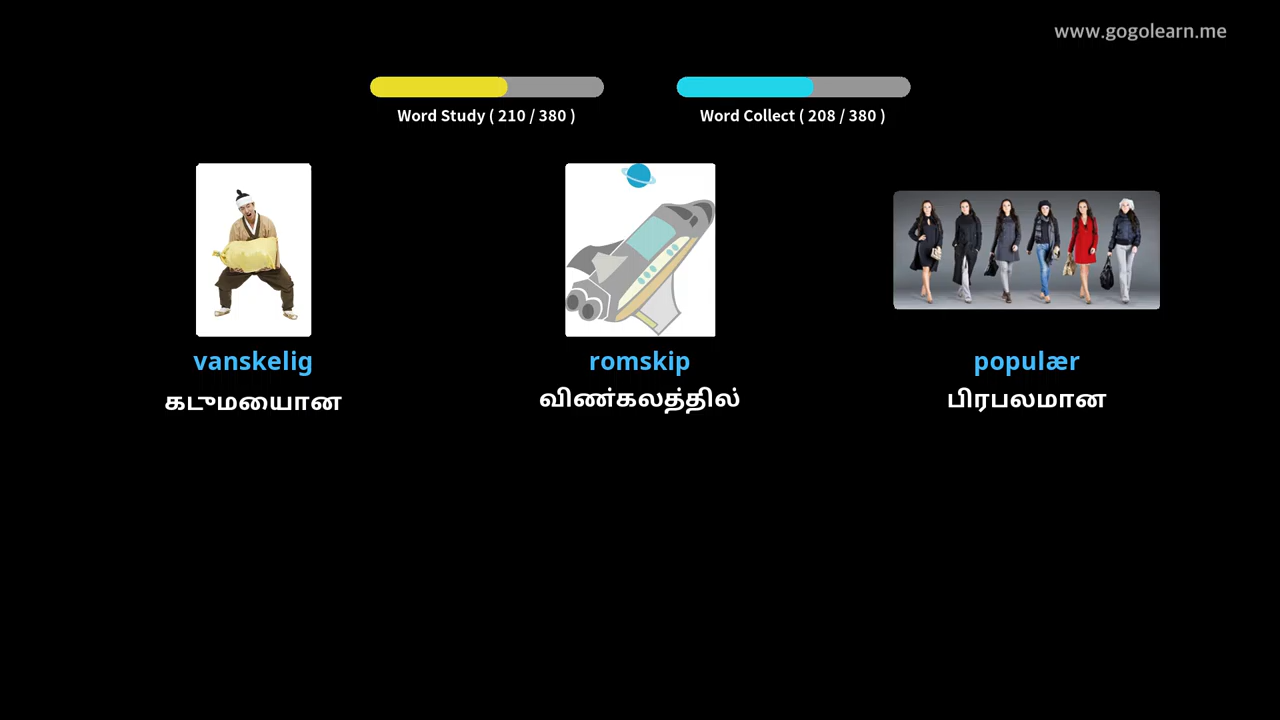 www.gogolearn.me
Word Study ( 210 / 380 )
Word Collect ( 208 / 380 )
vanskelig
romskip
populær
கடுமையான
விண்கலத்தில்
பிரபலமான